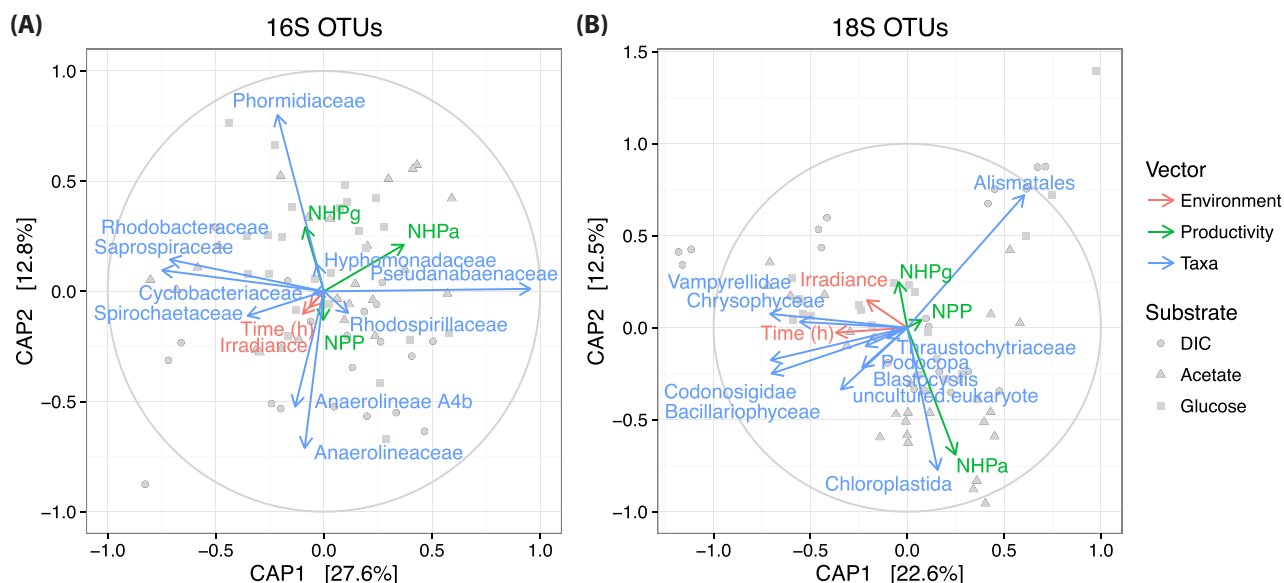 (A)
16S OTUs
CAP2 [12.8%]
1.0
0.5
0.0
−0.5
−1.0
Phormidiaceae
NHPg
NHPa
Rhodobacteraceae
Saprospiraceae
Hyphomonadaceae
Pseudanabaenaceae
Cyclobacteriaceae
Spirochaetaceae
Rhodospirillaceae
Time (h)
NPP
Irradiance
Anaerolineae A4b
Anaerolineaceae
−1.0
−0.5
0.0
0.5
1.0
CAP1 [27.6%]
(B)
18S OTUs
CAP2 [12.5%]
1.5
1.0
0.5
0.0
−0.5
−1.0
Alismatales
Vampyrellidae
Irradiance
NHPg
Chrysophyceae
NPP
Time (h)
Thraustochytriaceae
Podocopa
Blastocystis
Codonosigidae
uncultured eukaryote
Bacillariophyceae
NHPa
Chloroplastida
−1.0
−0.5
0.0
0.5
1.0
CAP1 [22.6%]
Vector
Environment
Productivity
Taxa
Substrate
DIC
Acetate
Glucose